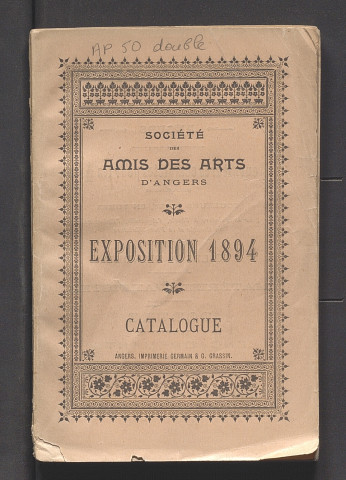 AP 50 double
SOCIÉTÉ
DES
AMIS DES ARTS
D'ANGERS
EXPOSITION 1894
CATALOGUE
ANGERS, IMPRIMERIE GERMAIN & G. GRASSIN.